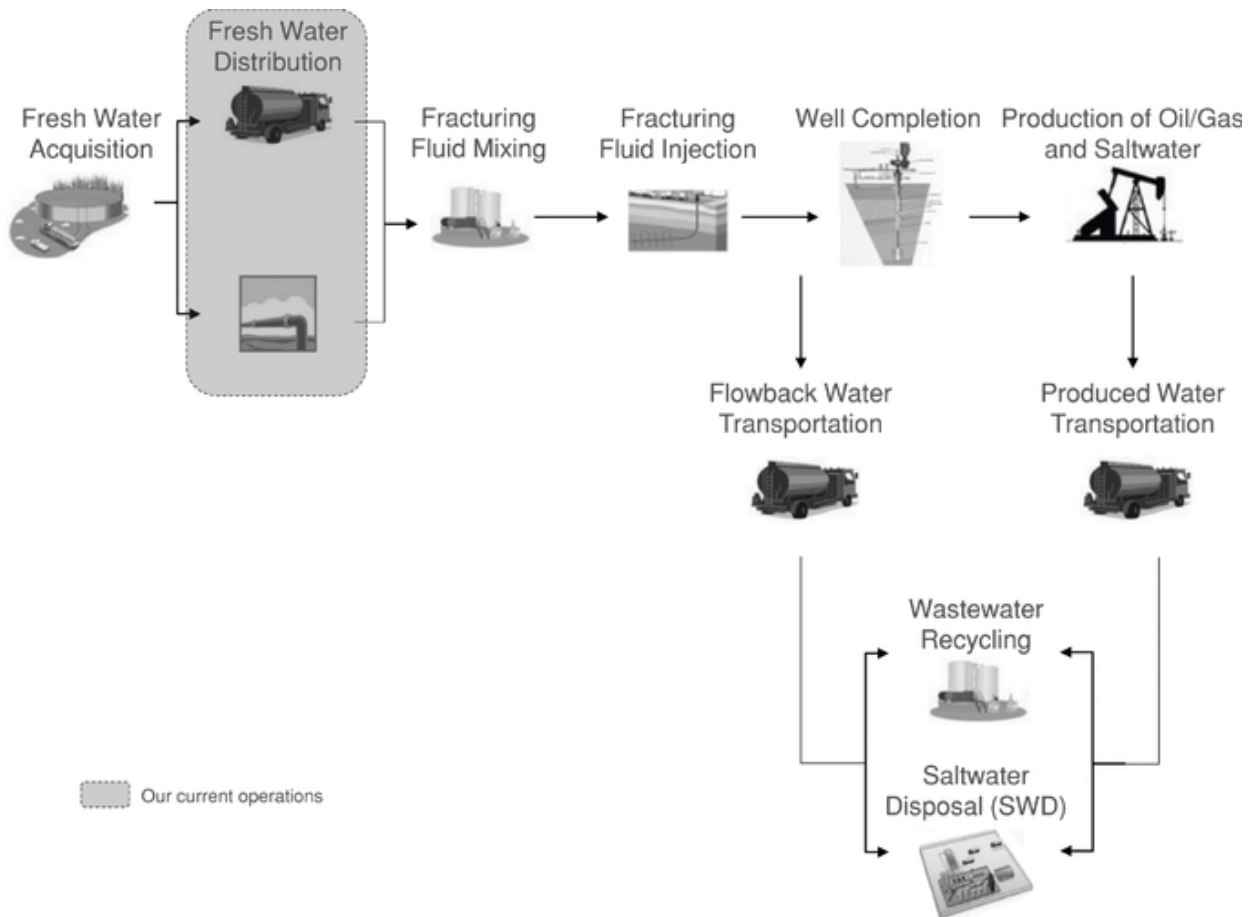 Fresh Water
Distribution
Fresh Water
Acquisition
Fracturing
Fluid Mixing
Fracturing
Fluid Injection
Well Completion
Production of Oil/Gas
and Saltwater
Flowback Water
Transportation
Produced Water
Transportation
Wastewater
Recycling
Saltwater
Disposal (SWD)
Our current operations